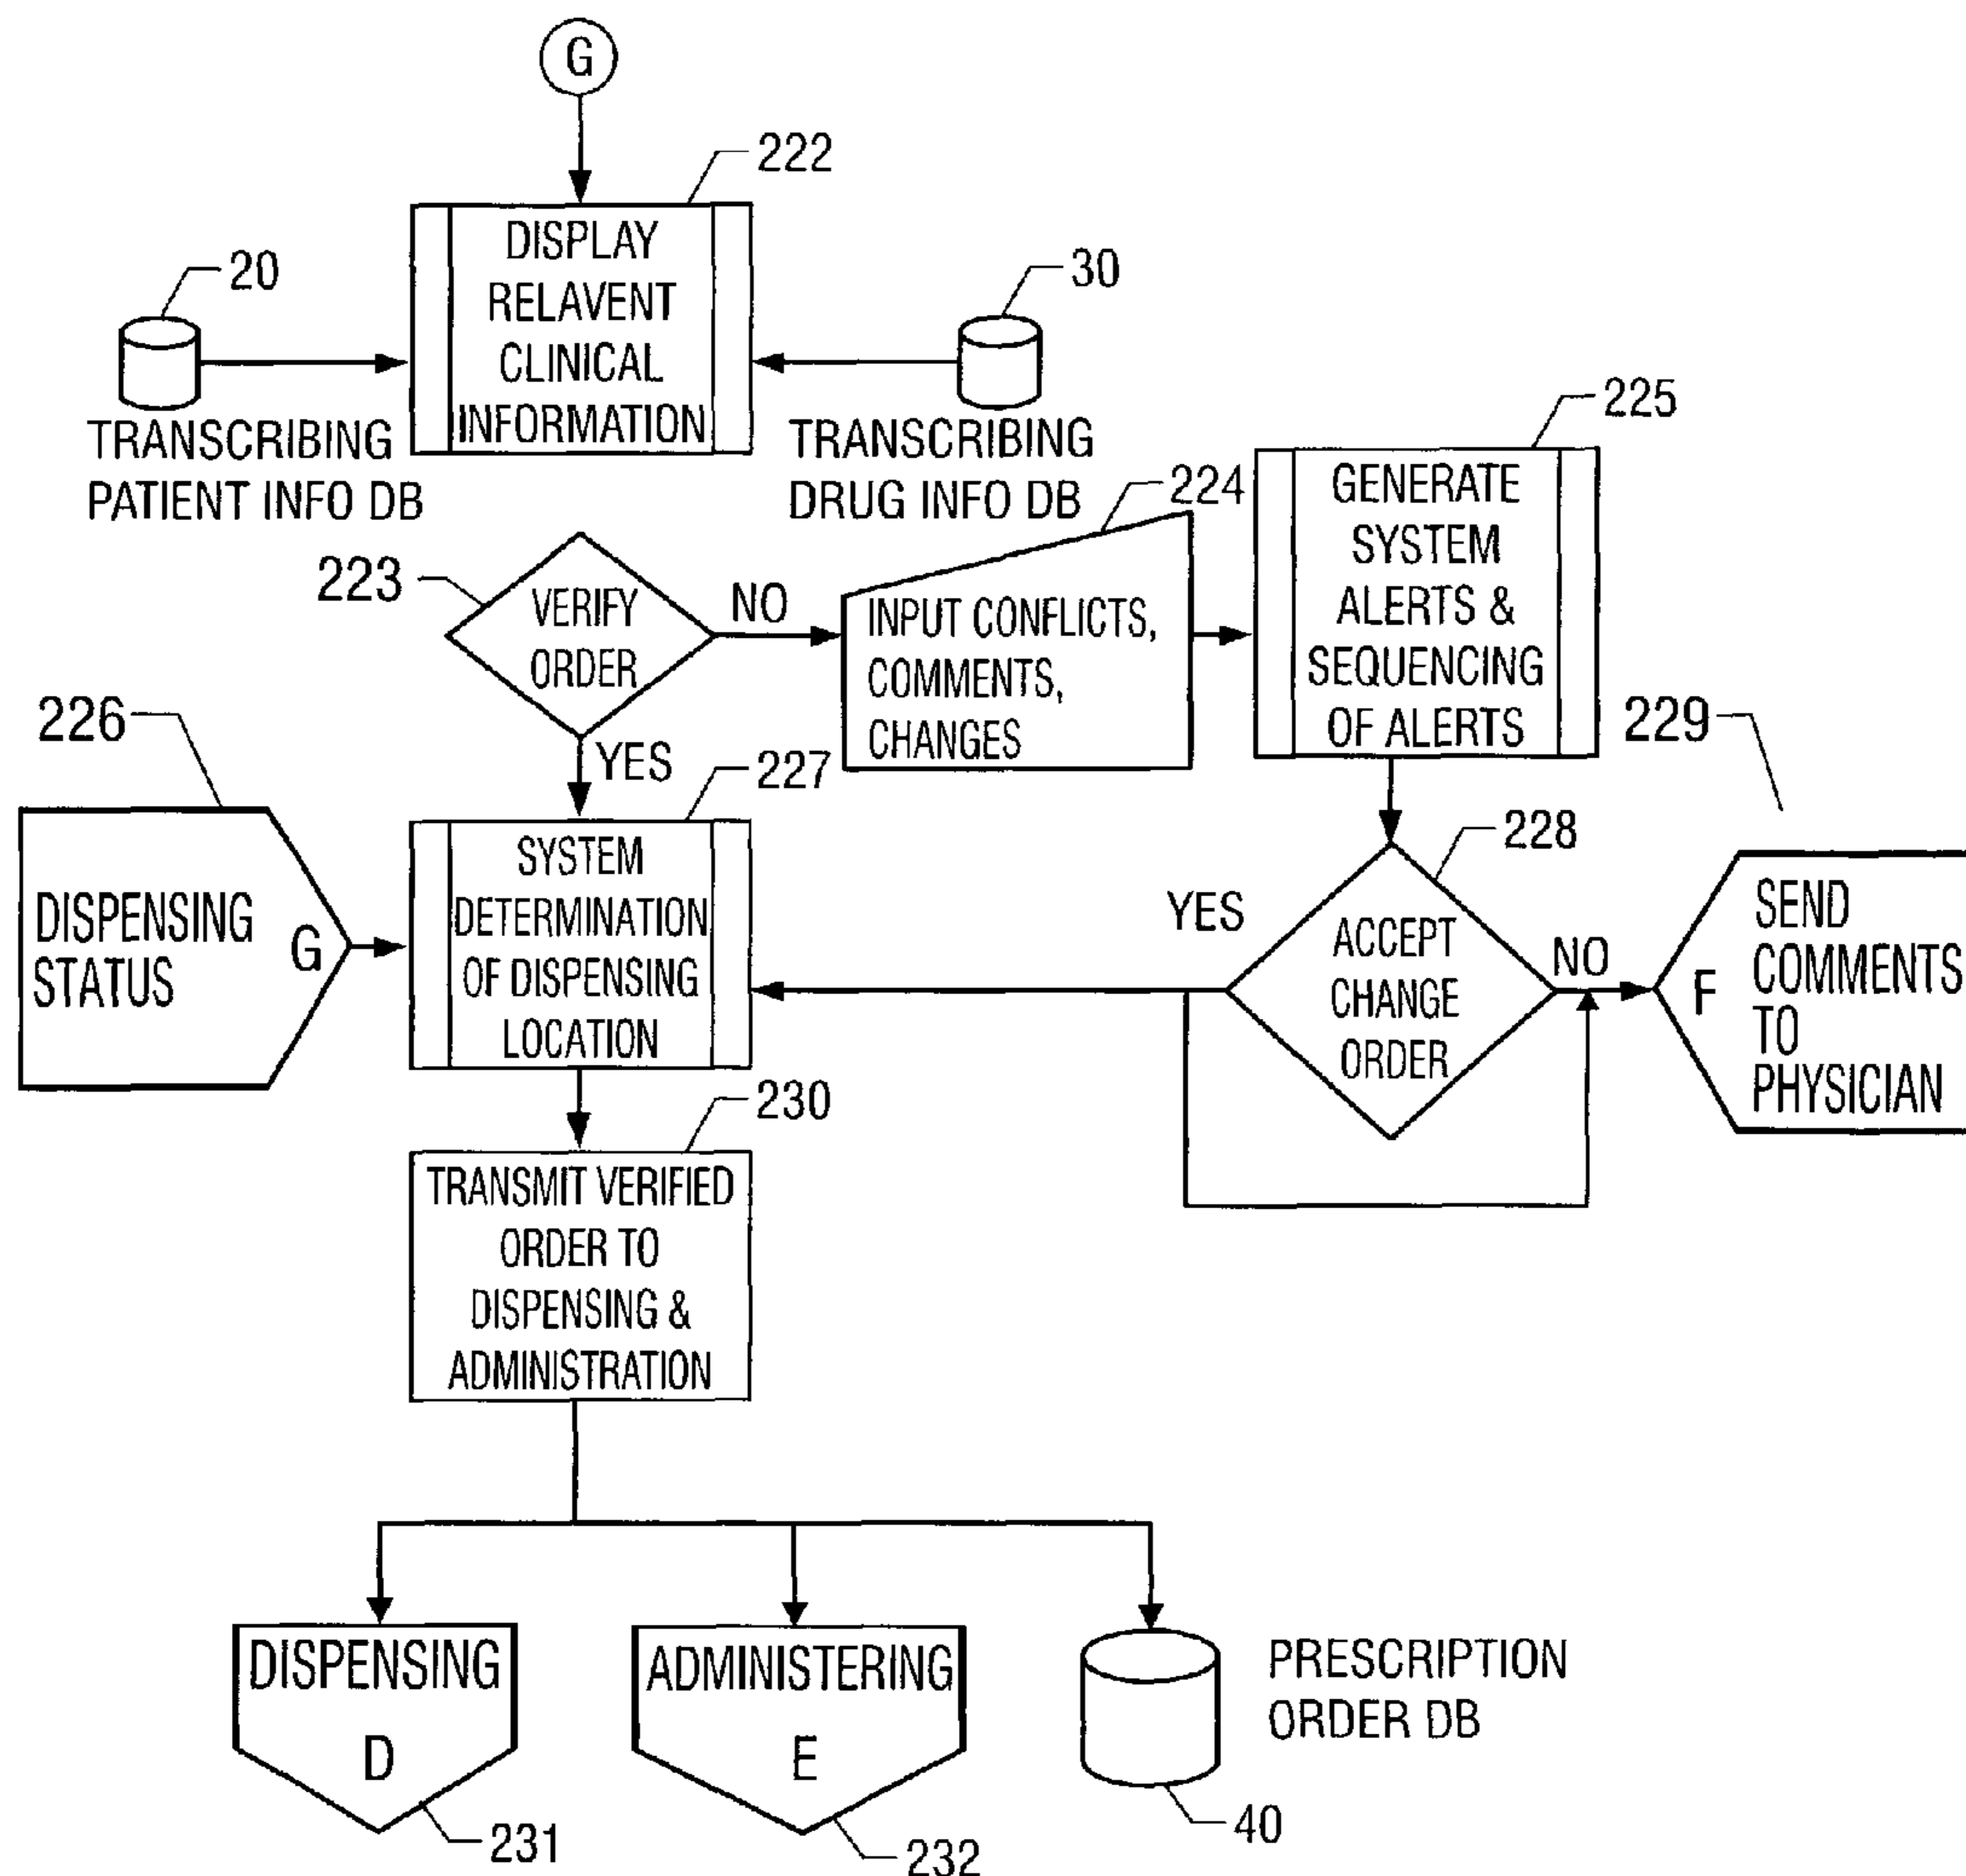 G
222
DISPLAY
RELAVENT
CLINICAL
INFORMATION
20
TRANSCRIBING
PATIENT INFO DB
30
TRANSCRIBING
DRUG INFO DB
223
VERIFY
ORDER
NO
YES
224
INPUT CONFLICTS,
COMMENTS,
CHANGES
225
GENERATE
SYSTEM
ALERTS &
SEQUENCING
OF ALERTS
226
DISPENSING
STATUS
G
227
SYSTEM
DETERMINATION
OF DISPENSING
LOCATION
228
YES
ACCEPT
CHANGE
ORDER
NO
229
F
SEND
COMMENTS
TO
PHYSICIAN
230
TRANSMIT VERIFIED
ORDER TO
DISPENSING &
ADMINISTRATION
DISPENSING
D
231
ADMINISTERING
E
232
PRESCRIPTION
ORDER DB
40